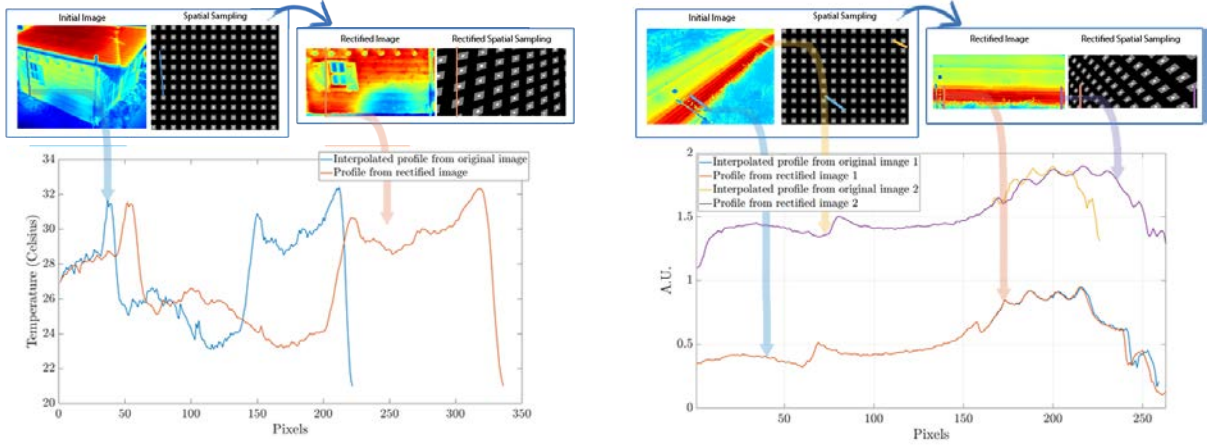 Initial Image
Spatial Sampling
Rectified Image
Rectified Spatial Sampling
Interpolated profile from original image
Profile from rectified image
Temperature (Celsius)
34
32
30
28
26
24
22
20
0
50
100
150
200
250
300
350
Pixels
Initial Image
Spatial Sampling
Rectified Image
Rectified Spatial Sampling
Interpolated profile from original image 1
Profile from rectified image 1
Interpolated profile from original image 2
Profile from rectified image 2
A.U.
2
1.5
1
0.5
0
50
100
150
200
250
Pixels